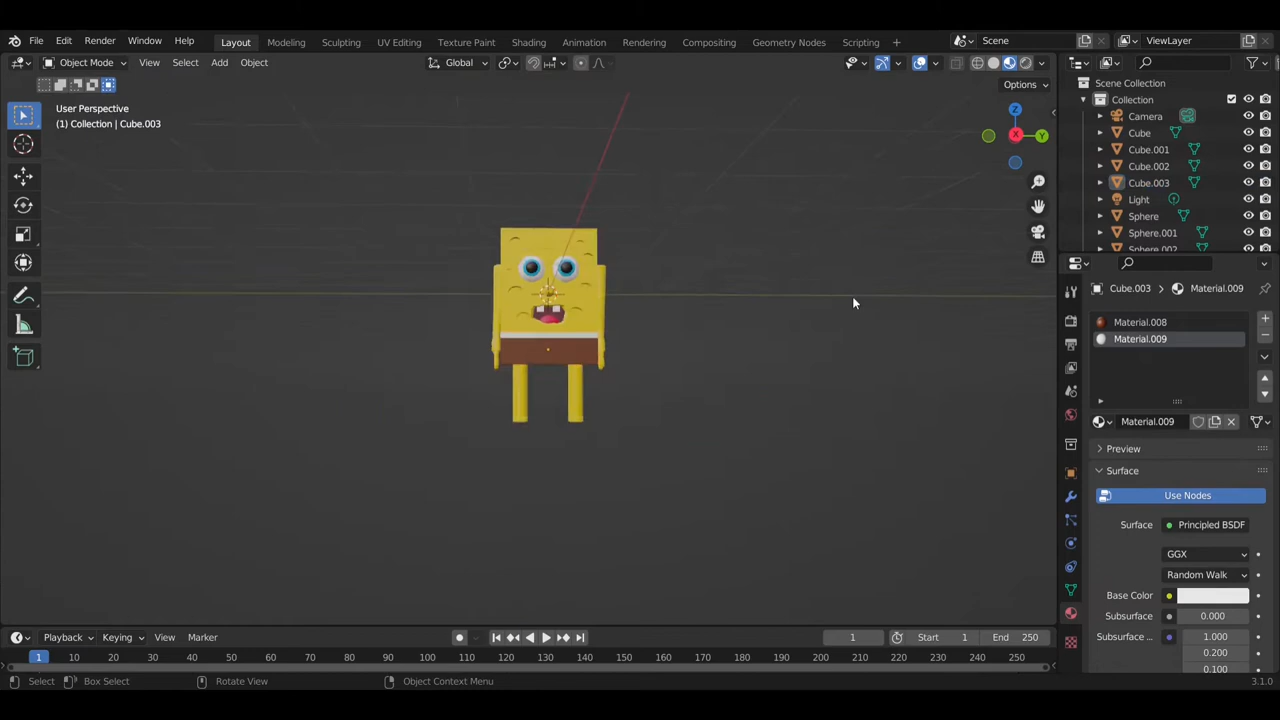 File Edit Render Window Help Layout Modeling Sculpting UV Editing Texture Paint Shading Animation Rendering Compositing Geometry Nodes Scripting Scene ViewLayer
Object Mode View Select Add Object Global
Options
User Perspective
(1) Collection | Cube.003
Z
X
Y
Scene Collection
Collection
Camera
Cube
Cube.001
Cube.002
Cube.003
Light
Sphere
Sphere.001
Sphere.002
Cube.003 Material.009
Material.008
Material.009
Material.009
Preview
Surface
Use Nodes
Surface Principled BSDF
GGX
Random Walk
Base Color
Subsurface 0.000
Subsurface ... 1.000
0.200
0.100
Playback Keying View Marker 1 Start 1 End 250
1 10 20 30 40 50 60 70 80 90 100 110 120 130 140 150 160 170 180 190 200 210 220 230 240 250
Select Box Select Rotate View Object Context Menu 3.1.0